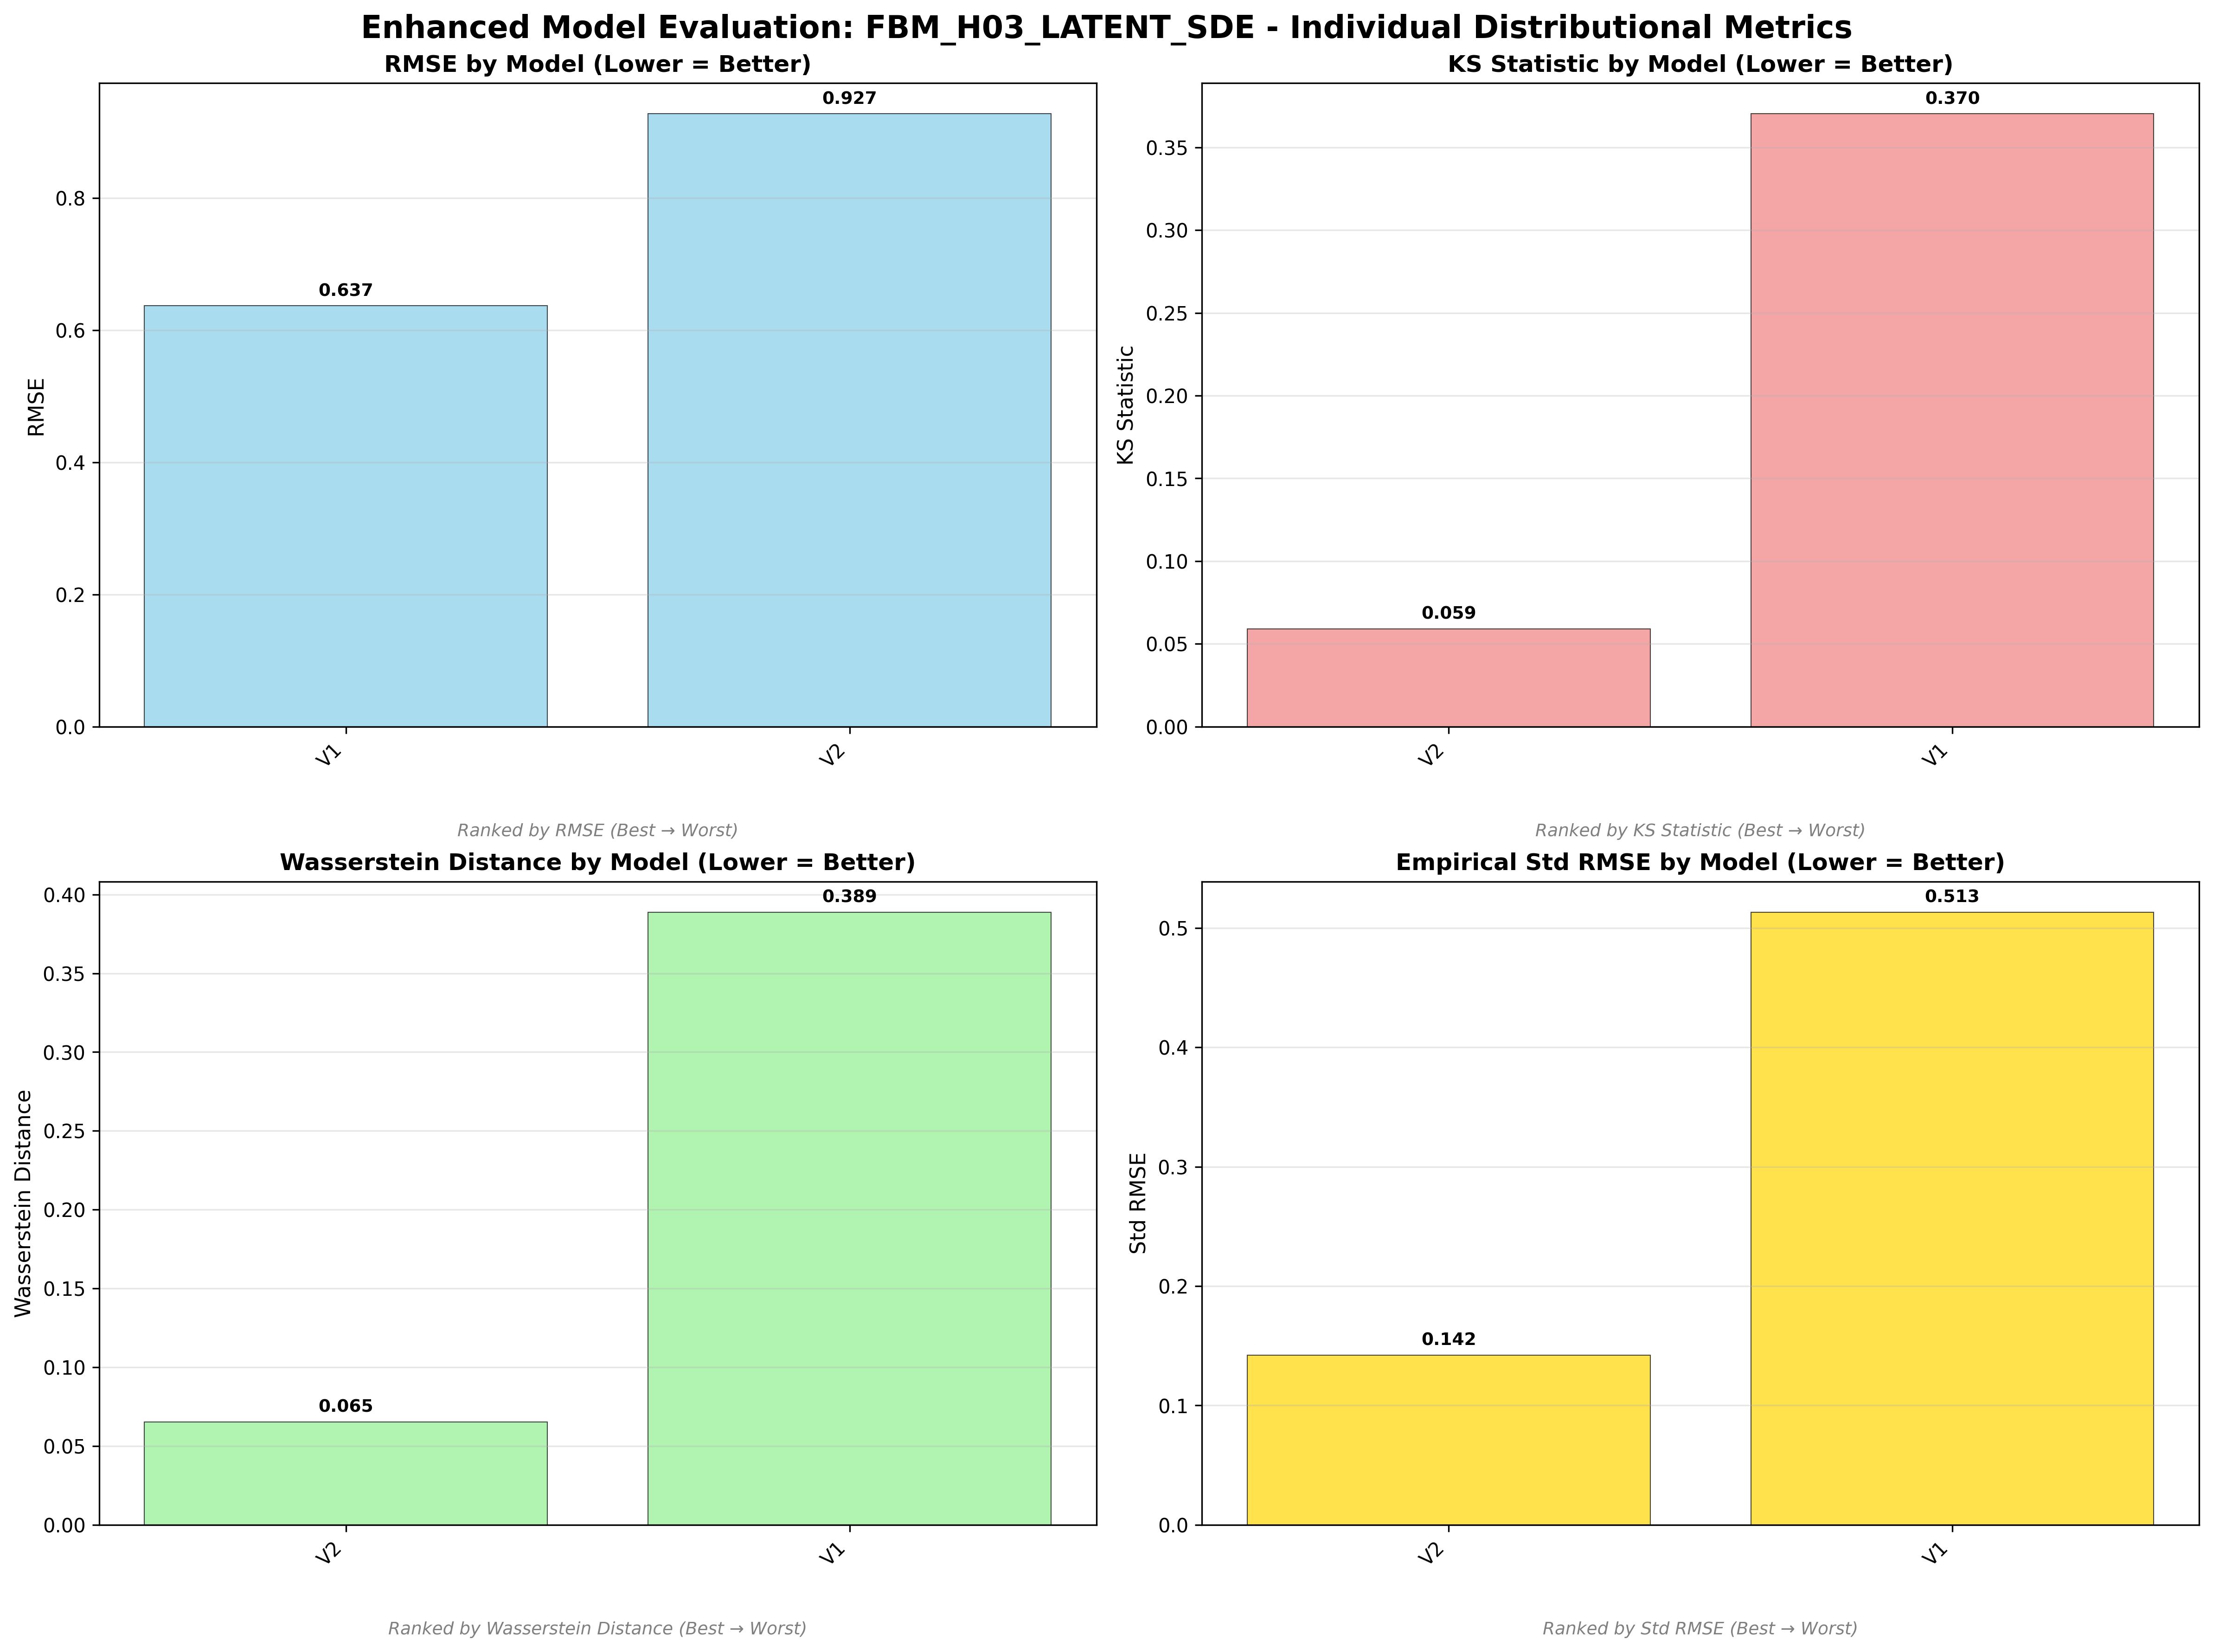 Enhanced Model Evaluation: FBM_H03_LATENT_SDE - Individual Distributional Metrics
RMSE by Model (Lower = Better)
0.927
0.637
0.8
0.6
0.4
0.2
0.0
RMSE
V1
V2
Ranked by RMSE (Best → Worst)
KS Statistic by Model (Lower = Better)
0.370
0.059
0.35
0.30
0.25
0.20
0.15
0.10
0.05
0.00
KS Statistic
V2
V1
Ranked by KS Statistic (Best → Worst)
Wasserstein Distance by Model (Lower = Better)
0.389
0.065
0.40
0.35
0.30
0.25
0.20
0.15
0.10
0.05
0.00
Wasserstein Distance
V2
V1
Ranked by Wasserstein Distance (Best → Worst)
Empirical Std RMSE by Model (Lower = Better)
0.513
0.142
0.5
0.4
0.3
0.2
0.1
0.0
Std RMSE
V2
V1
Ranked by Std RMSE (Best → Worst)